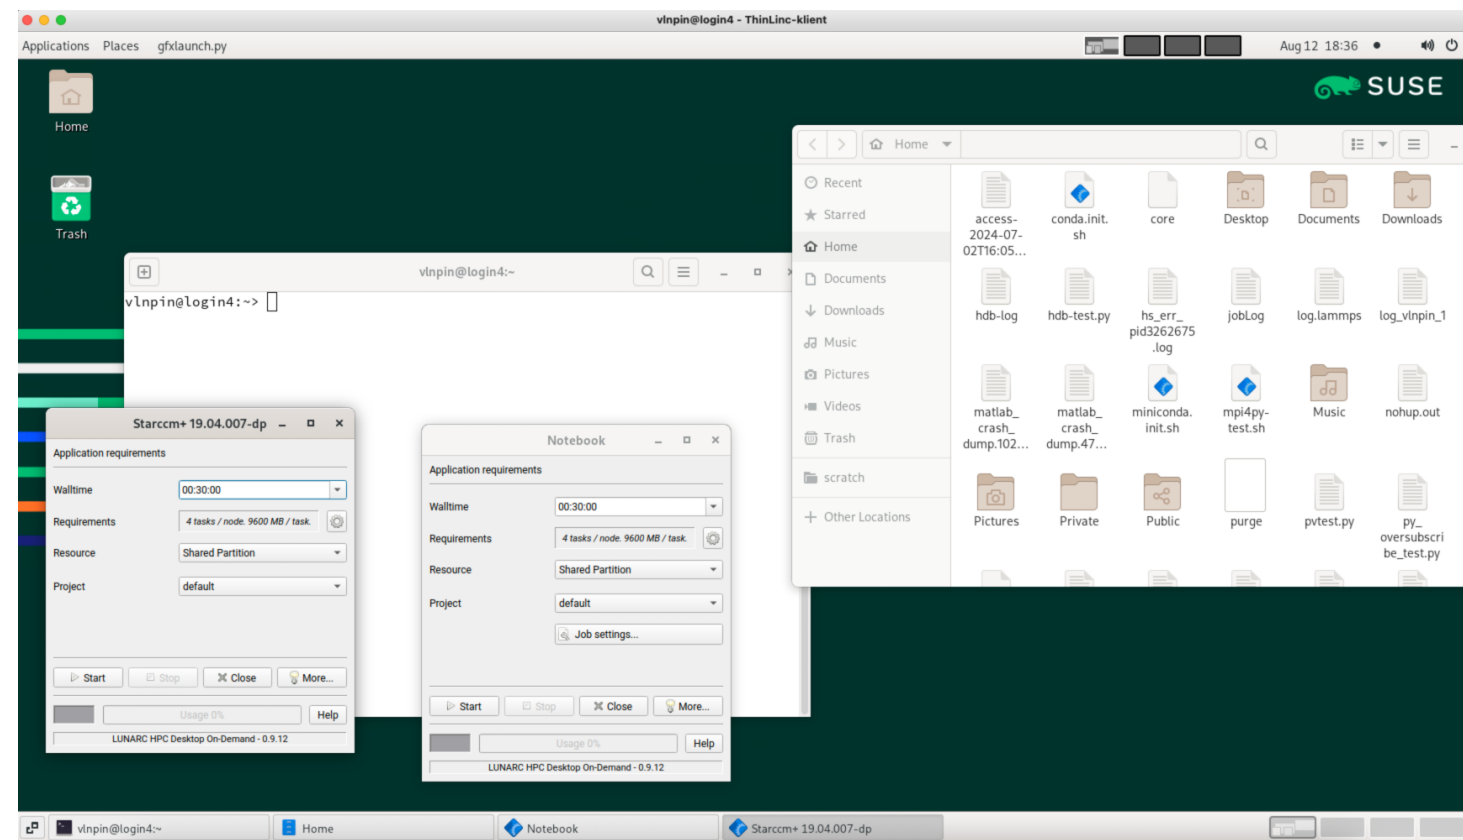 vlnpin@login4 - ThinLinc-klient
Applications Places gfxlaunch.py
Aug 12 18:36
SUSE
Home
Trash
Home
Recent
Starred
Home
Documents
Downloads
Music
Pictures
Videos
Trash
scratch
Other Locations
access-
2024-07-
02T16:05...
conda.init.
sh
core
Desktop
Documents
Downloads
hdb-log
hdb-test.py
hs_err_
pid3262675
.log
jobLog
log.lammps
log_vlnpin_1
matlab_
crash_
dump.102...
matlab_
crash_
dump.47...
miniconda.
init.sh
mpi4py-
test.sh
Music
nohup.out
Pictures
Private
Public
purge
pvtest.py
py_
oversubscri
be_test.py
vlnpin@login4:~
vlnpin@login4:~>
Starccm+ 19.04.007-dp
Application requirements
Walltime 00:30:00
Requirements 4 tasks / node. 9600 MB / task.
Resource Shared Partition
Project default
Start Stop Close More...
Usage 0% Help
LUNARC HPC Desktop On-Demand - 0.9.12
Notebook
Application requirements
Walltime 00:30:00
Requirements 4 tasks / node. 9600 MB / task.
Resource Shared Partition
Project default
Job settings...
Start Stop Close More...
Usage 0% Help
LUNARC HPC Desktop On-Demand - 0.9.12
vlnpin@login4:~ Home Notebook Starccm+ 19.04.007-dp